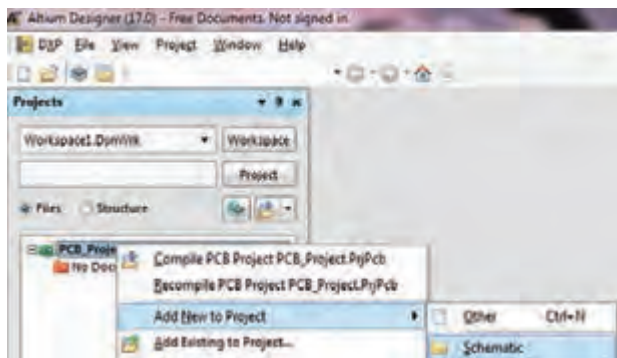 Altium Designer (17.0) - Free Documents. Not signed in.
DXP File View Project Window Help
Projects
Workspace1.DsnWrk Workspace
Project
Files Structure
PCB_Proje
No Doc
Compile PCB Project PCB_Project.PrjPcb
Recompile PCB Project PCB_Project.PrjPcb
Add New to Project
Other Ctrl+N
Add Existing to Project...
Schematic